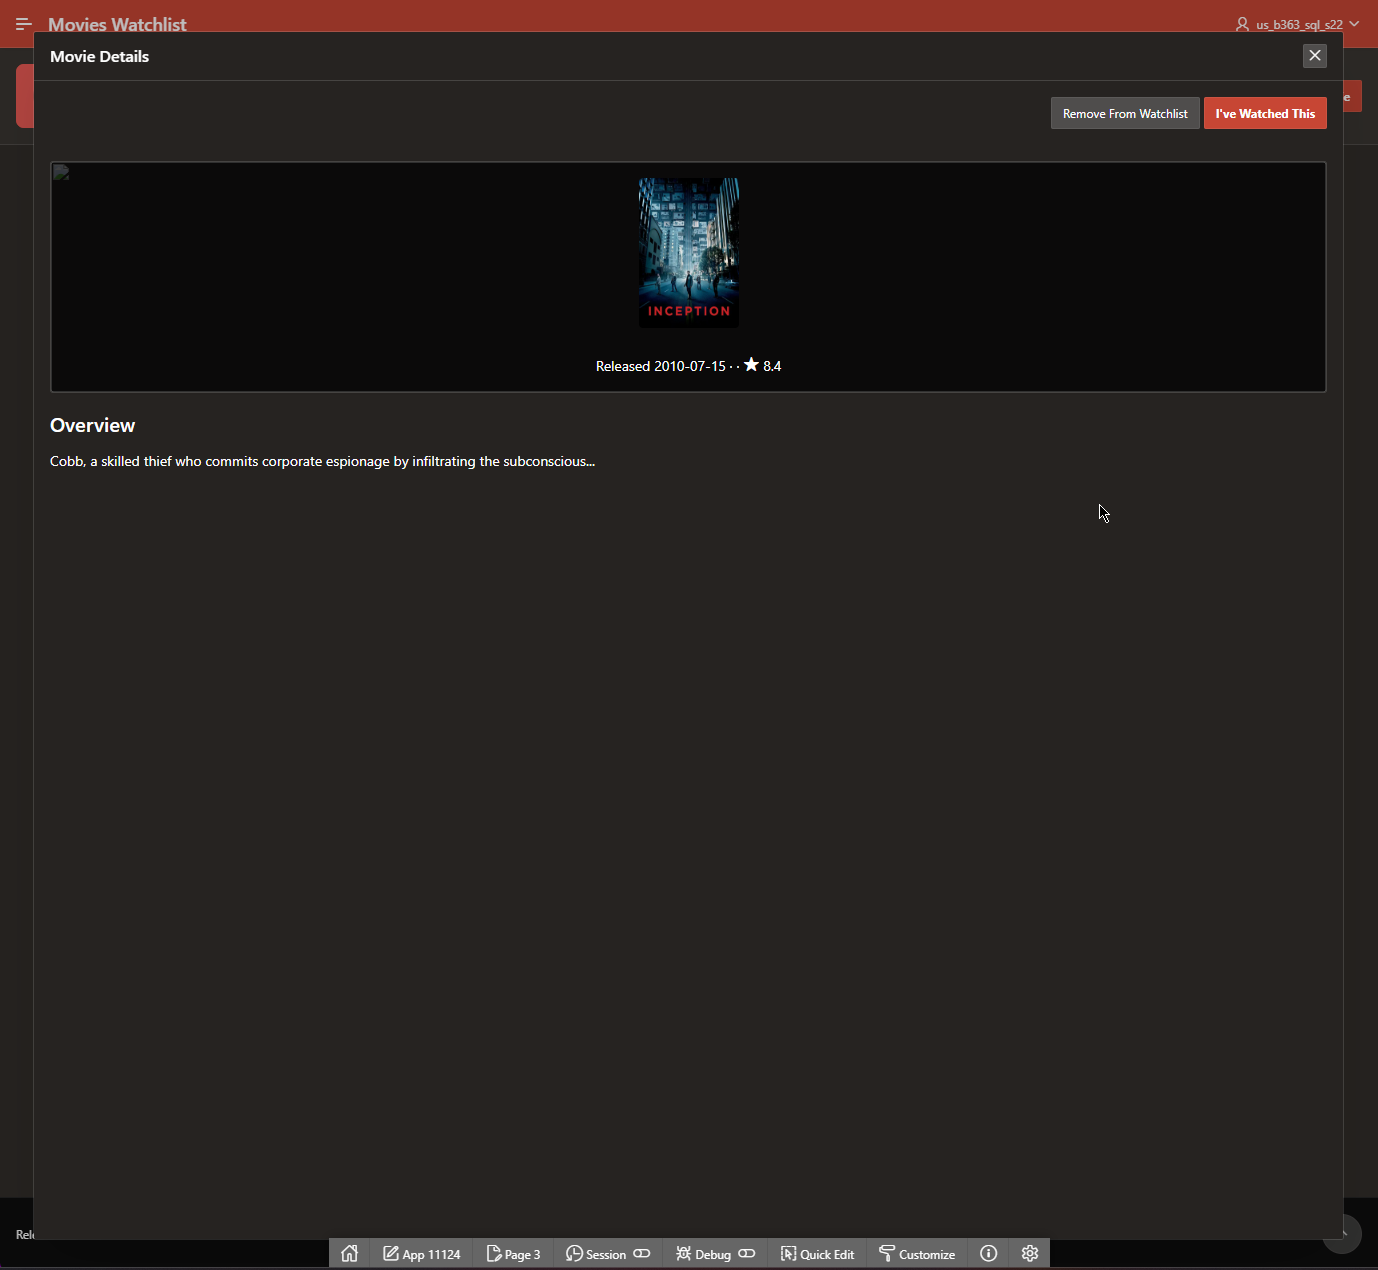 Movies Watchlist
us_b363_sql_s22
Movie Details
e
Remove From Watchlist
I've Watched This
INCEPTION
Released 2010-07-15 · · ★ 8.4
Overview
Cobb, a skilled thief who commits corporate espionage by infiltrating the subconscious...
Rele
App 11124
Page 3
Session
Debug
Quick Edit
Customize